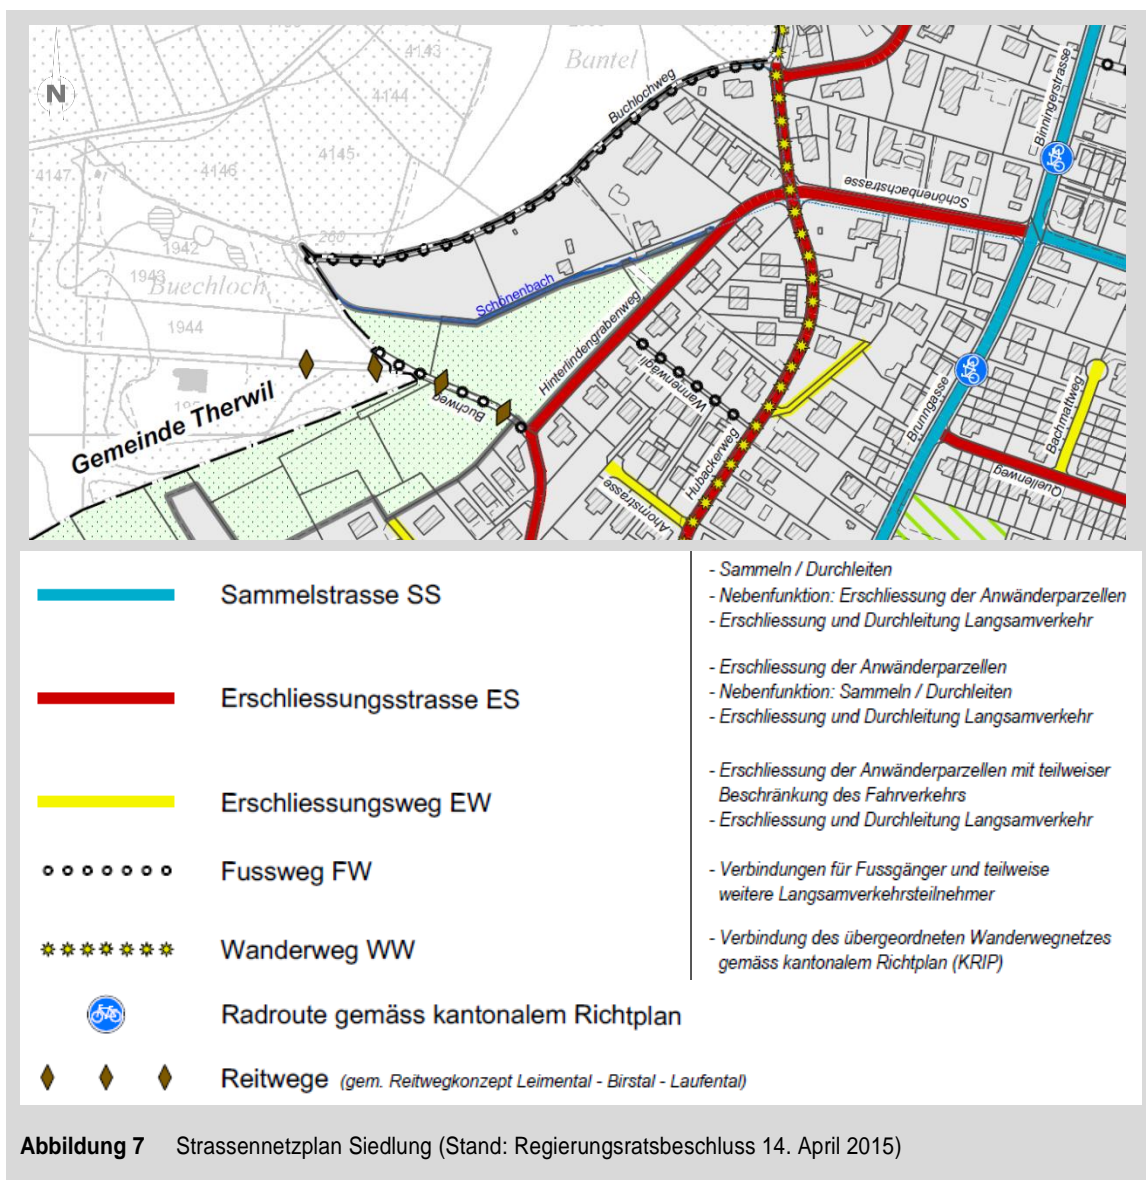 4143
Bantel
4144
N
Buchlochweg
Binningerstrasse
4145
4147
4146
Schönenbachstrasse
260
1942
1943
Buechloch
Schönenbach
1944
Hinterlindengrabenweg
Wannenwägli
Gemeinde Therwil
Buchweg
Brunngasse
Bachmattweg
Hubackerweg
Quellenweg
Ahornstrasse
Sammelstrasse SS
- Sammeln / Durchleiten
- Nebenfunktion: Erschliessung der Anwänderparzellen
- Erschliessung und Durchleitung Langsamverkehr
Erschliessungsstrasse ES
- Erschliessung der Anwänderparzellen
- Nebenfunktion: Sammeln / Durchleiten
- Erschliessung und Durchleitung Langsamverkehr
Erschliessungsweg EW
- Erschliessung der Anwänderparzellen mit teilweiser
Beschränkung des Fahrverkehrs
- Erschliessung und Durchleitung Langsamverkehr
Fussweg FW
- Verbindungen für Fussgänger und teilweise
weitere Langsamverkehrsteilnehmer
Wanderweg WW
- Verbindung des übergeordneten Wanderwegnetzes
gemäss kantonalem Richtplan (KRIP)
Radroute gemäss kantonalem Richtplan
Reitwege (gem. Reitwegkonzept Leimental - Birstal - Laufental)
Abbildung 7 Strassennetzplan Siedlung (Stand: Regierungsratsbeschluss 14. April 2015)